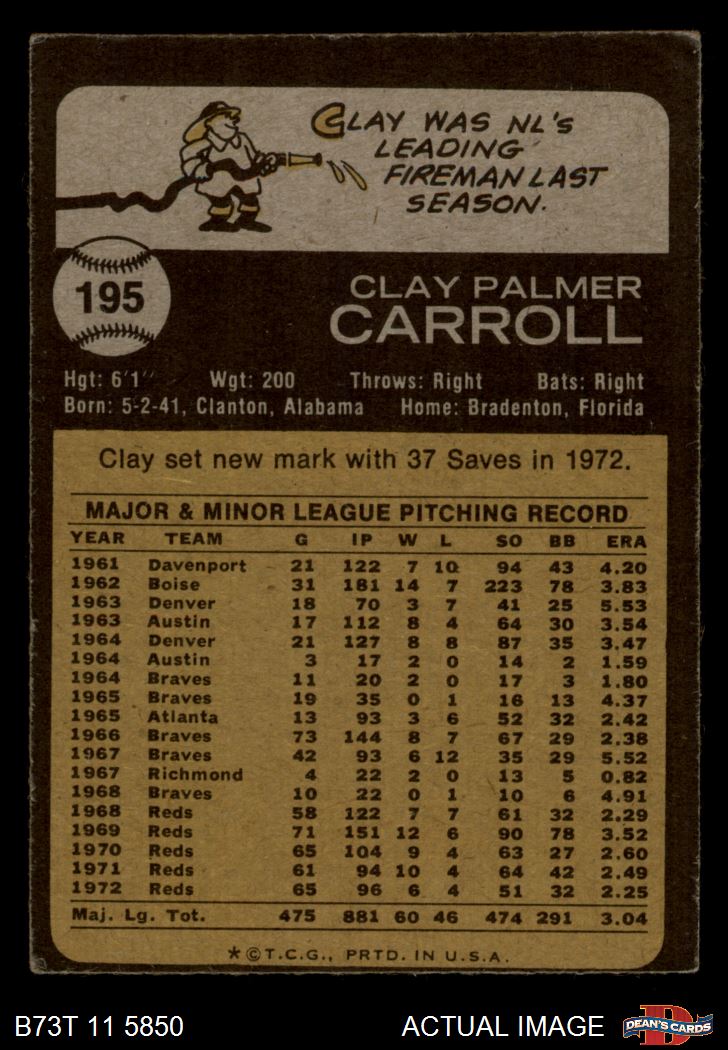 CLAY WAS NL's
LEADING
FIREMAN LAST
SEASON.
195
CLAY PALMER
CARROLL
Hgt: 6'1" Wgt: 200 Throws: Right Bats: Right
Born: 5-2-41, Clanton, Alabama Home: Bradenton, Florida
Clay set new mark with 37 Saves in 1972.
MAJOR & MINOR LEAGUE PITCHING RECORD
YEAR TEAM G IP W L SO BB ERA
1961 Davenport 21 122 7 10 94 43 4.20
1962 Boise 31 181 14 7 223 78 3.83
1963 Denver 18 70 3 7 41 25 5.53
1963 Austin 17 112 8 4 64 30 3.54
1964 Denver 21 127 8 8 87 35 3.47
1964 Austin 3 17 2 0 14 2 1.59
1964 Braves 11 20 2 0 17 3 1.80
1965 Braves 19 35 0 1 16 13 4.37
1965 Atlanta 13 93 3 6 52 32 2.42
1966 Braves 73 144 8 7 67 29 2.38
1967 Braves 42 93 6 12 35 29 5.52
1967 Richmond 4 22 2 0 13 5 0.82
1968 Braves 10 22 0 1 10 6 4.91
1968 Reds 58 122 7 7 61 32 2.29
1969 Reds 71 151 12 6 90 78 3.52
1970 Reds 65 104 9 4 63 27 2.60
1971 Reds 61 94 10 4 64 42 2.49
1972 Reds 65 96 6 4 51 32 2.25
Maj. Lg. Tot. 475 881 60 46 474 291 3.04
*©T.C.G., PRTD. IN U.S.A.
B73T 11 5850 ACTUAL IMAGE DEAN'S CARDS